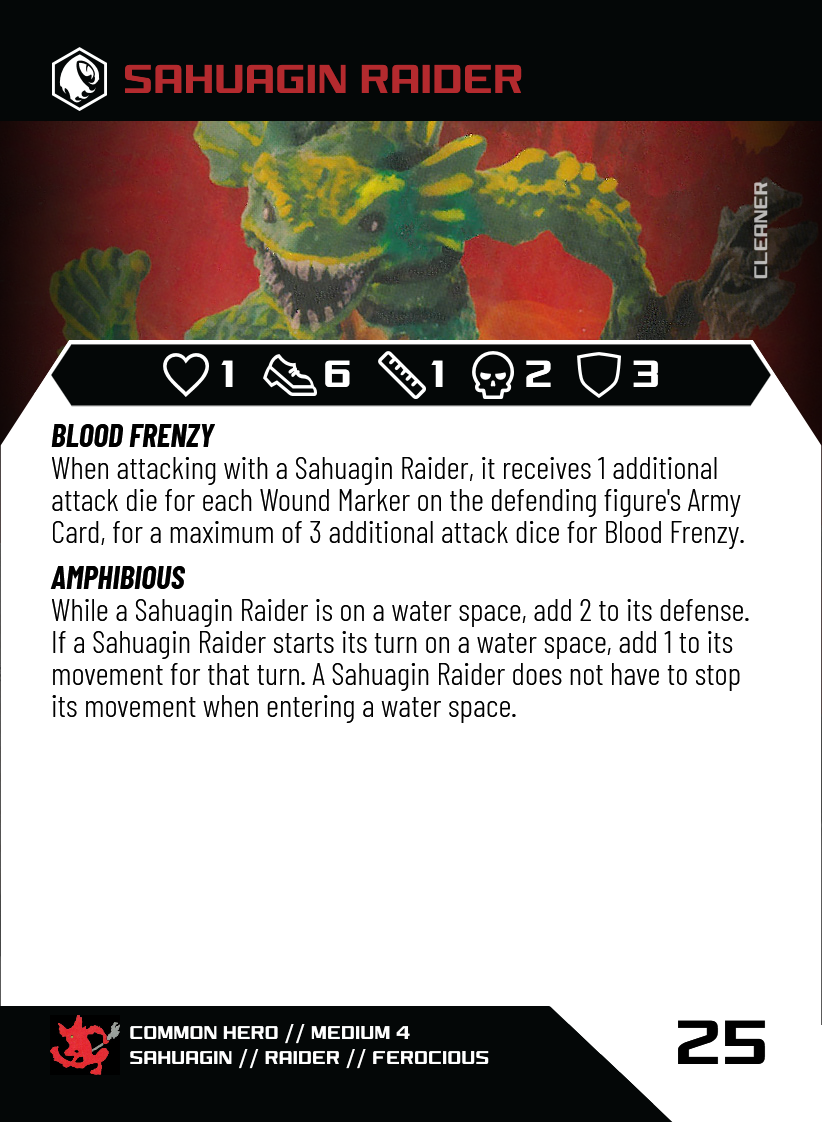 SAHUAGIN RAIDER
CLEANER
1 6 1 2 3
BLOOD FRENZY
When attacking with a Sahuagin Raider, it receives 1 additional
attack die for each Wound Marker on the defending figure's Army
Card, for a maximum of 3 additional attack dice for Blood Frenzy.
AMPHIBIOUS
While a Sahuagin Raider is on a water space, add 2 to its defense.
If a Sahuagin Raider starts its turn on a water space, add 1 to its
movement for that turn. A Sahuagin Raider does not have to stop
its movement when entering a water space.
COMMON HERO // MEDIUM 4
SAHUAGIN // RAIDER // FEROCIOUS
25